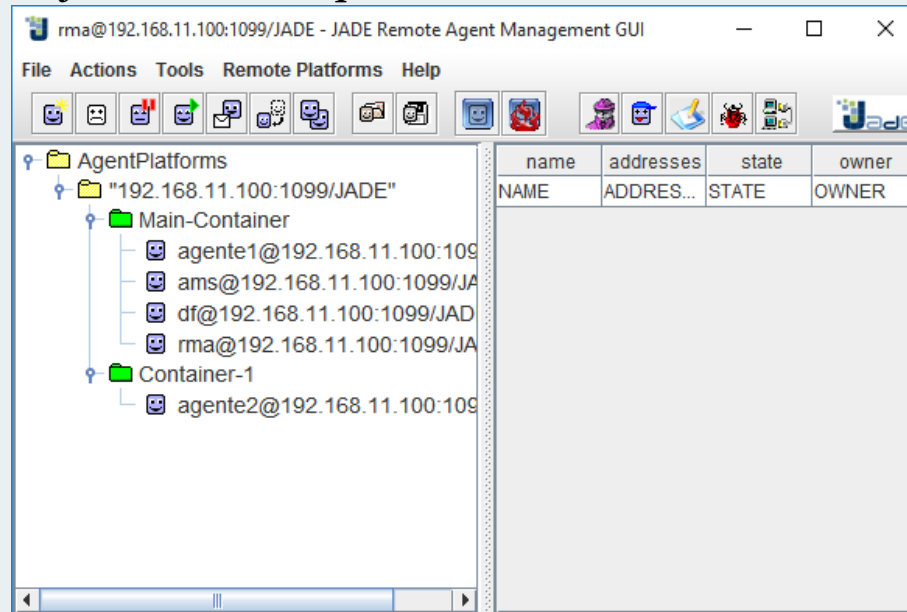 rma@192.168.11.100:1099/JADE - JADE Remote Agent Management GUI
File Actions Tools Remote Platforms Help
Jade
AgentPlatforms
"192.168.11.100:1099/JADE"
Main-Container
agente1@192.168.11.100:109
ams@192.168.11.100:1099/JA
df@192.168.11.100:1099/JAD
rma@192.168.11.100:1099/JA
Container-1
agente2@192.168.11.100:109
name addresses state owner
NAME ADDRES... STATE OWNER